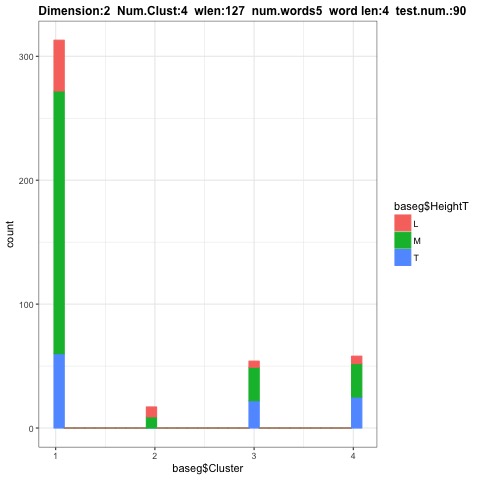 Dimension:2 Num.Clust:4 wlen:127 num.words5 word len:4 test.num.:90
300
200
100
0
count
1 2 3 4
baseg$Cluster
baseg$HeightT
L
M
T